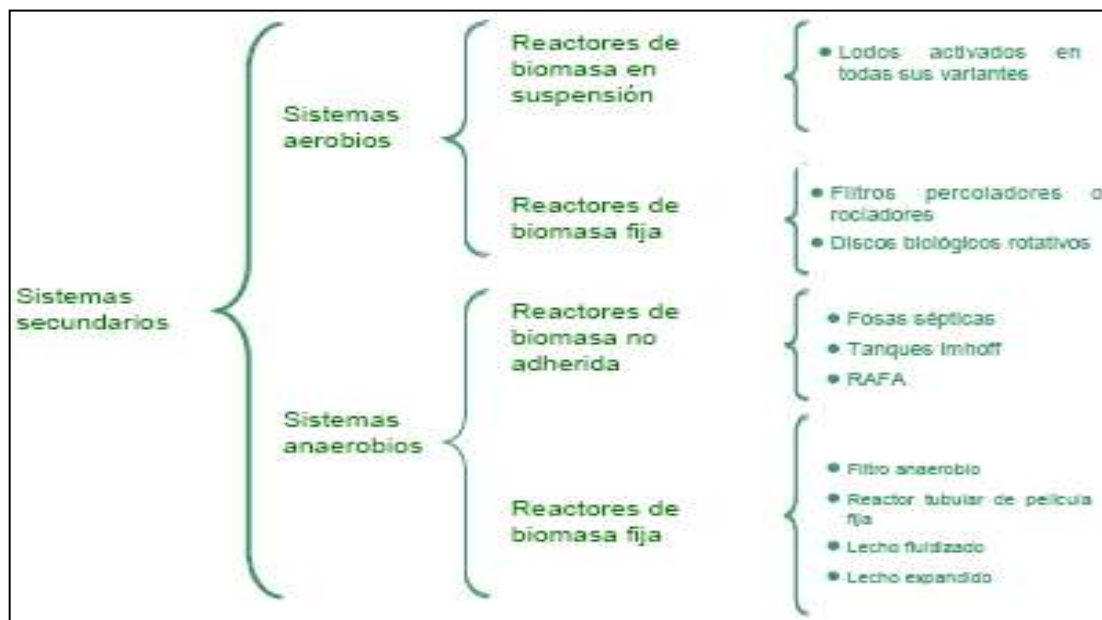 Sistemas
secundarios
Sistemas
aerobios
Reactores de
biomasa en
suspensión
Lodos activados en
todas sus variantes
Reactores de
biomasa fija
Filtros percoladores o
rociadores
Discos biológicos rotativos
Sistemas
anaerobios
Reactores de
biomasa no
adherida
Fosas sépticas
Tanques Imhoff
RAFA
Reactores de
biomasa fija
Filtro anaerobio
Reactor tubular de película
fija
Lecho fluidizado
Lecho expandido